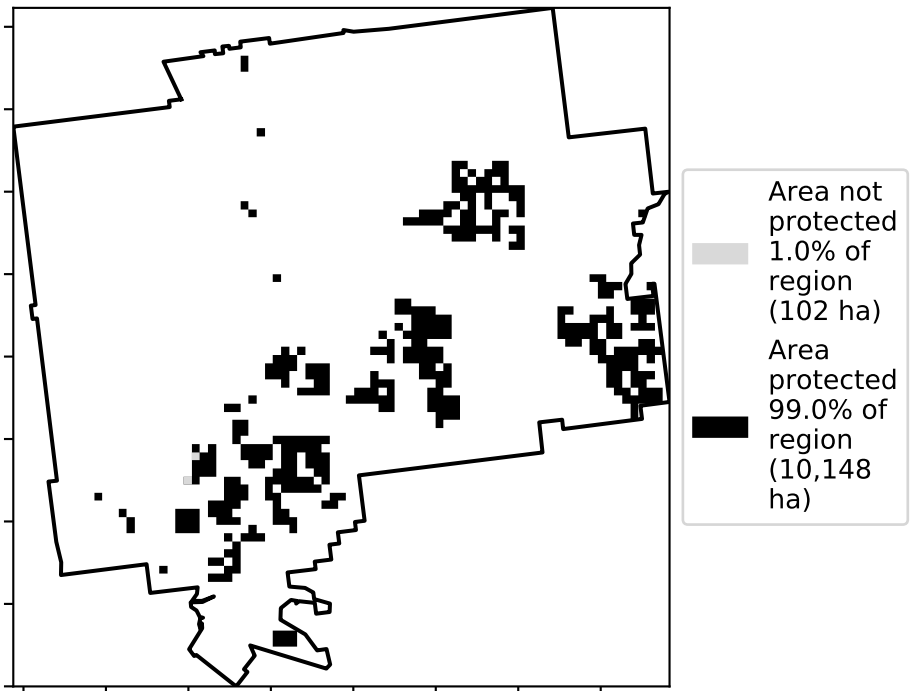 Area not
protected
1.0% of
region
(102 ha)
Area
protected
99.0% of
region
(10,148
ha)